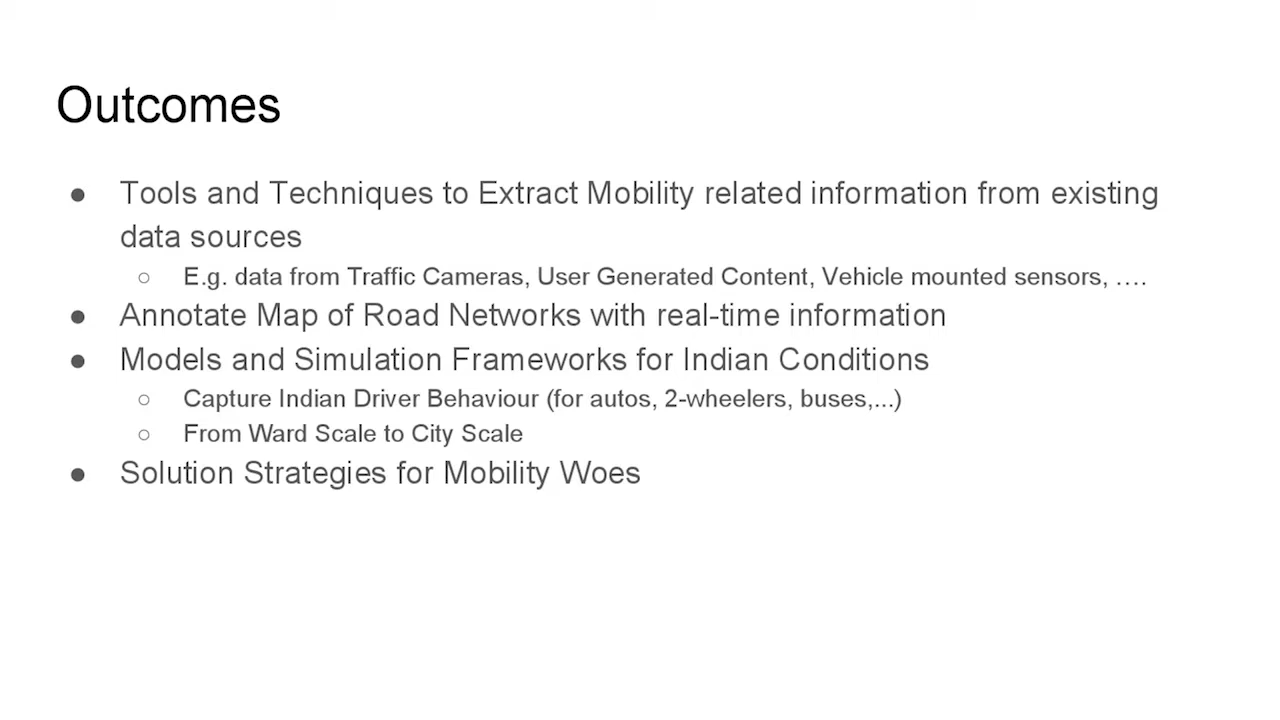 Outcomes
● Tools and Techniques to Extract Mobility related information from existing
data sources
○ E.g. data from Traffic Cameras, User Generated Content, Vehicle mounted sensors, ….
● Annotate Map of Road Networks with real-time information
● Models and Simulation Frameworks for Indian Conditions
○ Capture Indian Driver Behaviour (for autos, 2-wheelers, buses,...)
○ From Ward Scale to City Scale
● Solution Strategies for Mobility Woes